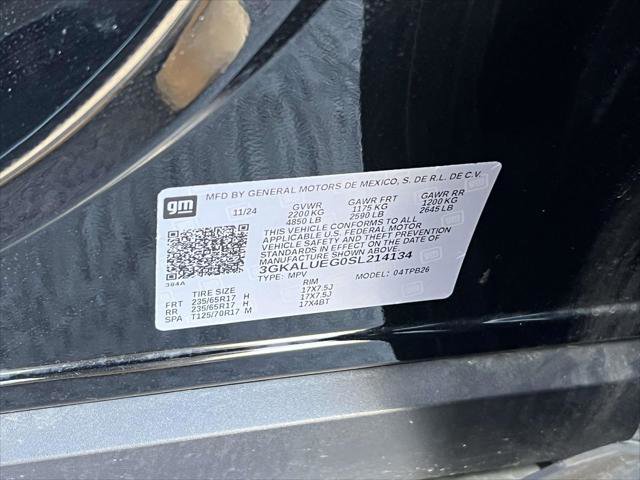 gm
MFD BY GENERAL MOTORS DE MEXICO, S. DE R.L. DE C.V.
11/24 GVWR GAWR FRT GAWR RR
2200 KG 1175 KG 1200 KG
4850 LB 2590 LB 2645 LB
THIS VEHICLE CONFORMS TO ALL
APPLICABLE U.S. FEDERAL MOTOR
VEHICLE SAFETY AND THEFT PREVENTION
STANDARDS IN EFFECT ON THE DATE OF
MANUFACTURE SHOWN ABOVE.
3GKALUEG0SL214134
384A TYPE: MPV MODEL: 04TPB26
TIRE SIZE RIM
FRT 235/65R17 H 17X7.5J
RR 235/65R17 H 17X7.5J
SPA T125/70R17 M 17X4BT